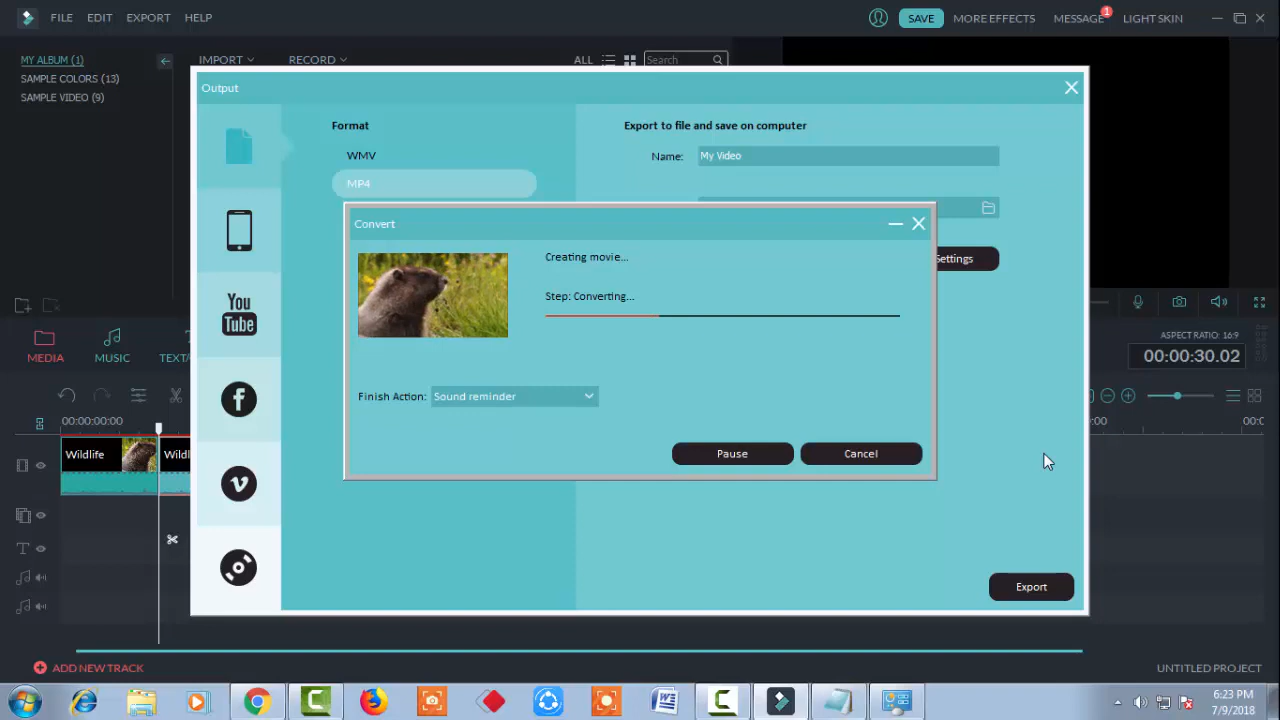 FILE EDIT EXPORT HELP
SAVE MORE EFFECTS MESSAGE 1 LIGHT SKIN
MY ALBUM (1)
SAMPLE COLORS (13)
SAMPLE VIDEO (9)
IMPORT RECORD ALL Search
Output
Format
WMV
MP4
Export to file and save on computer
Name: My Video
Settings
Convert
Creating movie...
Step: Converting...
Finish Action: Sound reminder
Pause Cancel
Export
You
Tube
MEDIA MUSIC TEXT/
ASPECT RATIO: 16:9
00:00:30.02
00:00:00:00
Wildlife
Wildl
ADD NEW TRACK
UNTITLED PROJECT
6:23 PM
7/9/2018